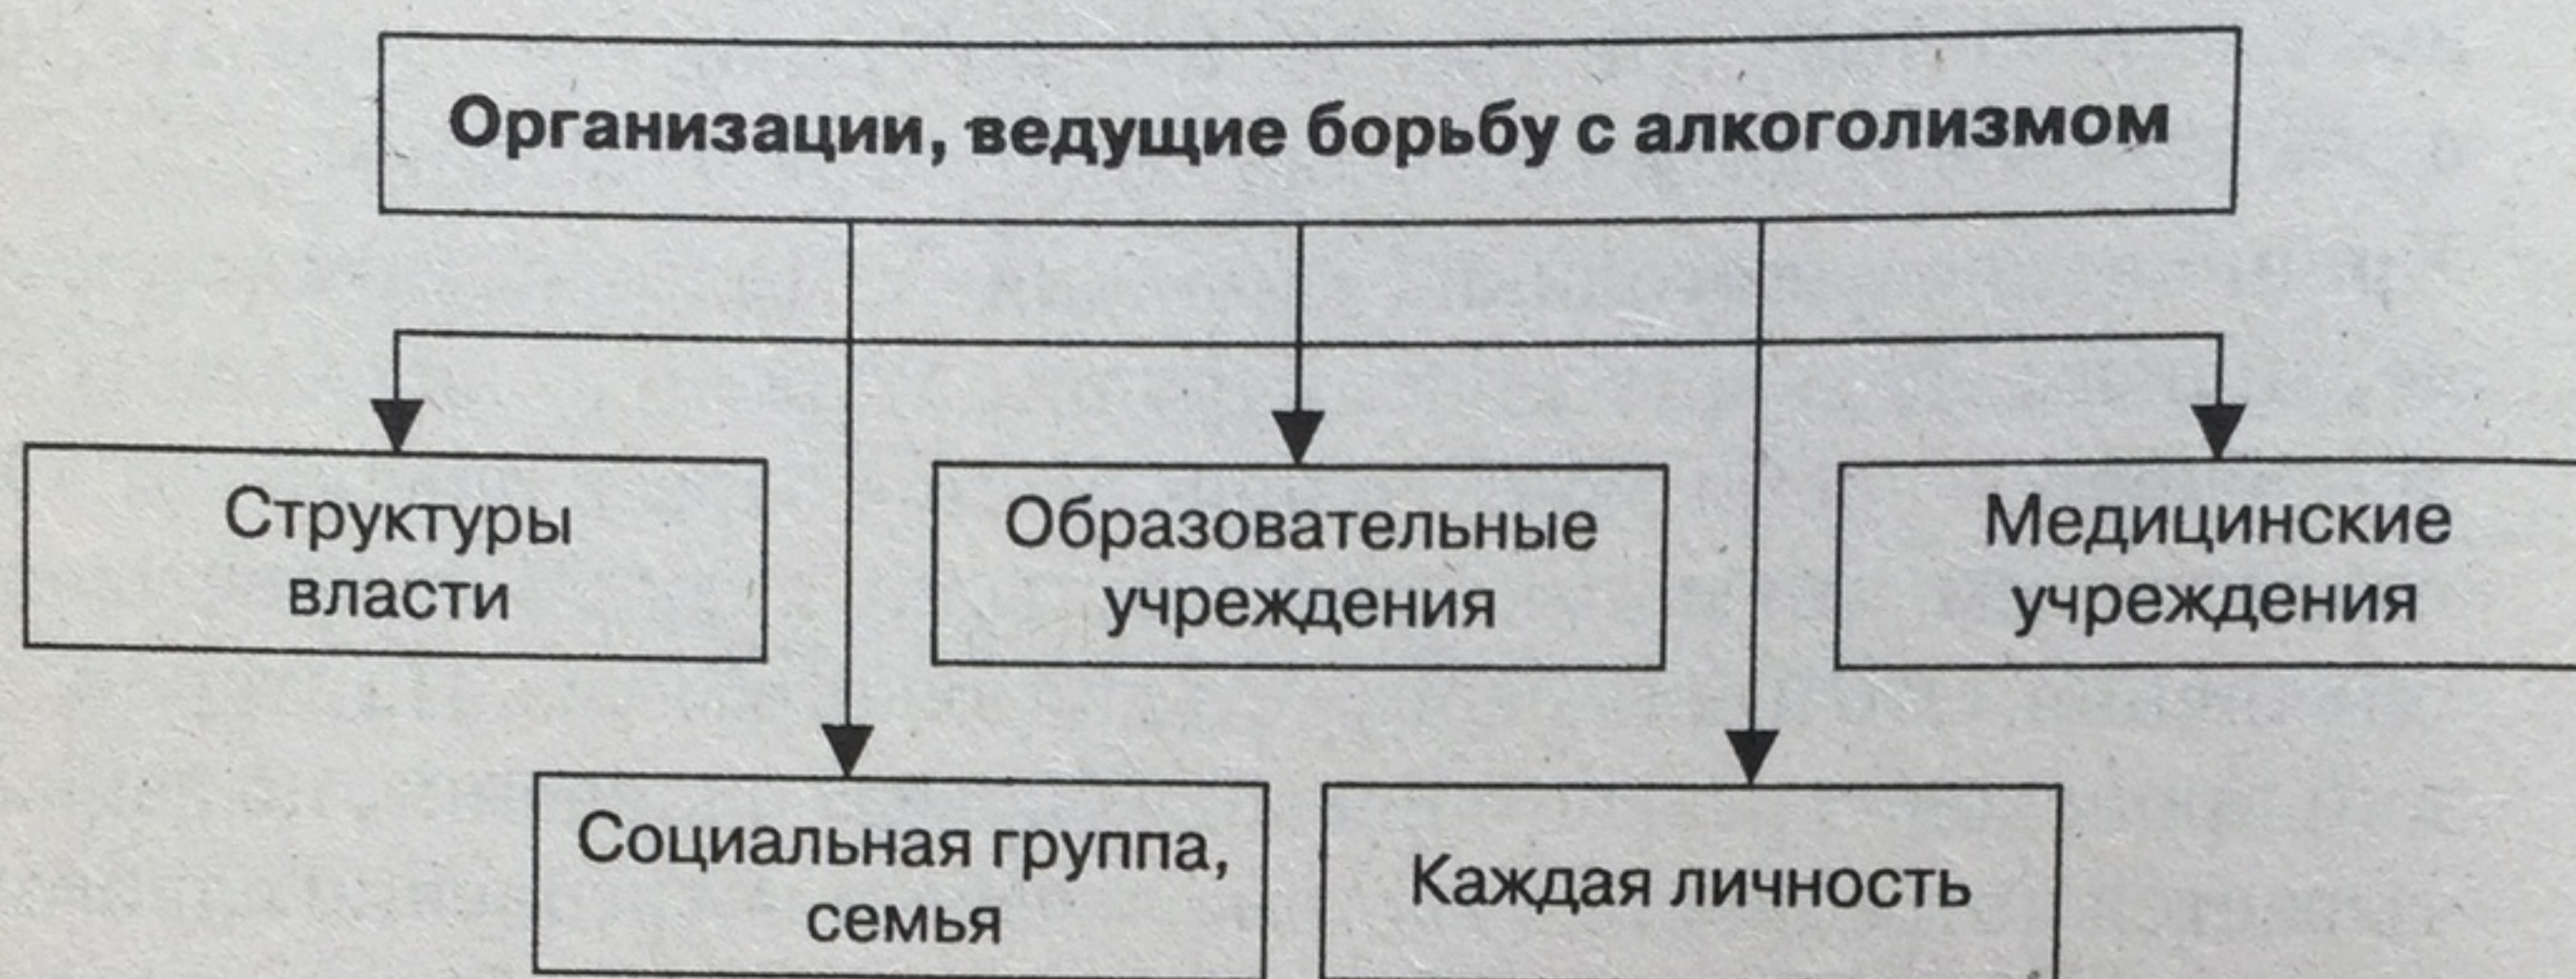 Организации, ведущие борьбу с алкоголизмом
Структуры
власти
Образовательные
учреждения
Медицинские
учреждения
Социальная группа,
семья
Каждая личность